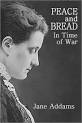 PEACE
and
BREAD
In Time
of War
Jane Addams